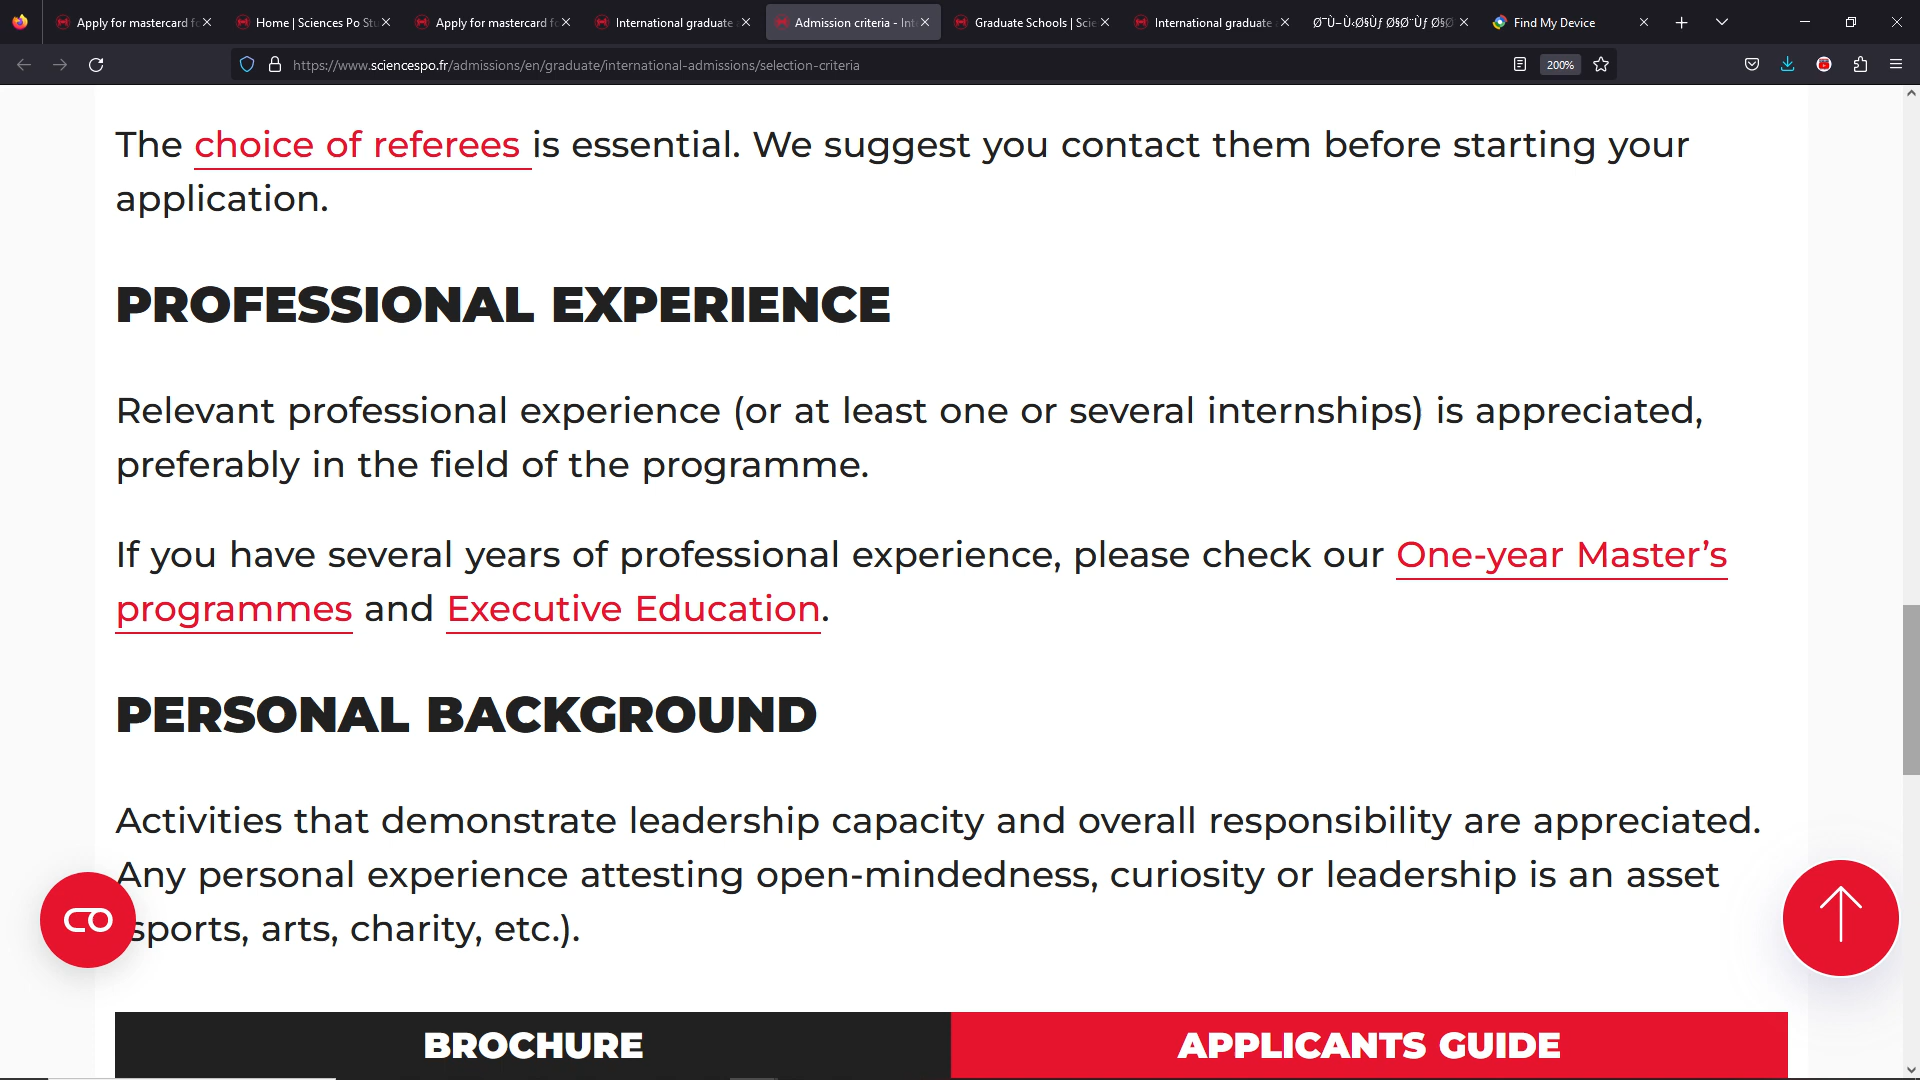 Apply for mastercard fo
Home | Sciences Po Stu
Apply for mastercard fo
International graduate
Admission criteria - Int
Graduate Schools | Scie
International graduate
Find My Device
https://www.sciencespo.fr/admissions/en/graduate/international-admissions/selection-criteria
200%
The choice of referees is essential. We suggest you contact them before starting your
application.
PROFESSIONAL EXPERIENCE
Relevant professional experience (or at least one or several internships) is appreciated,
preferably in the field of the programme.
If you have several years of professional experience, please check our One-year Master’s
programmes and Executive Education.
PERSONAL BACKGROUND
Activities that demonstrate leadership capacity and overall responsibility are appreciated.
Any personal experience attesting open-mindedness, curiosity or leadership is an asset
sports, arts, charity, etc.).
BROCHURE
APPLICANTS GUIDE